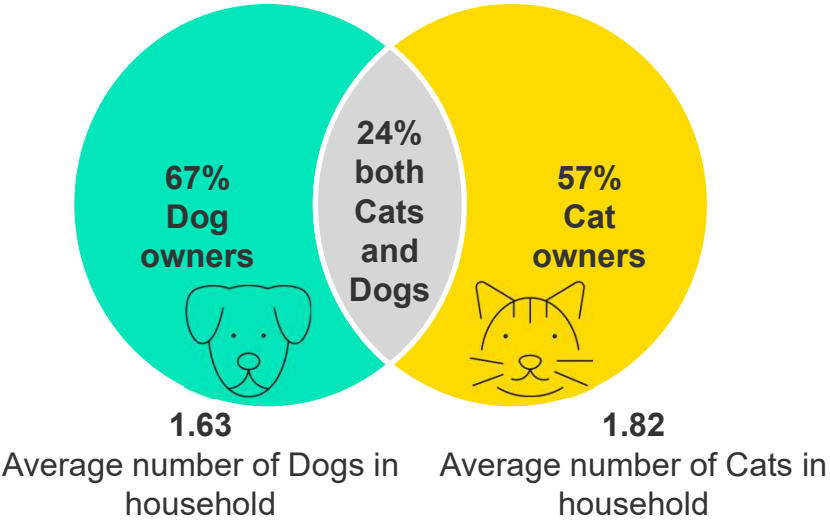 67%
Dog
owners
24%
both
Cats
and
Dogs
57%
Cat
owners
1.63
Average number of Dogs in
household
1.82
Average number of Cats in
household